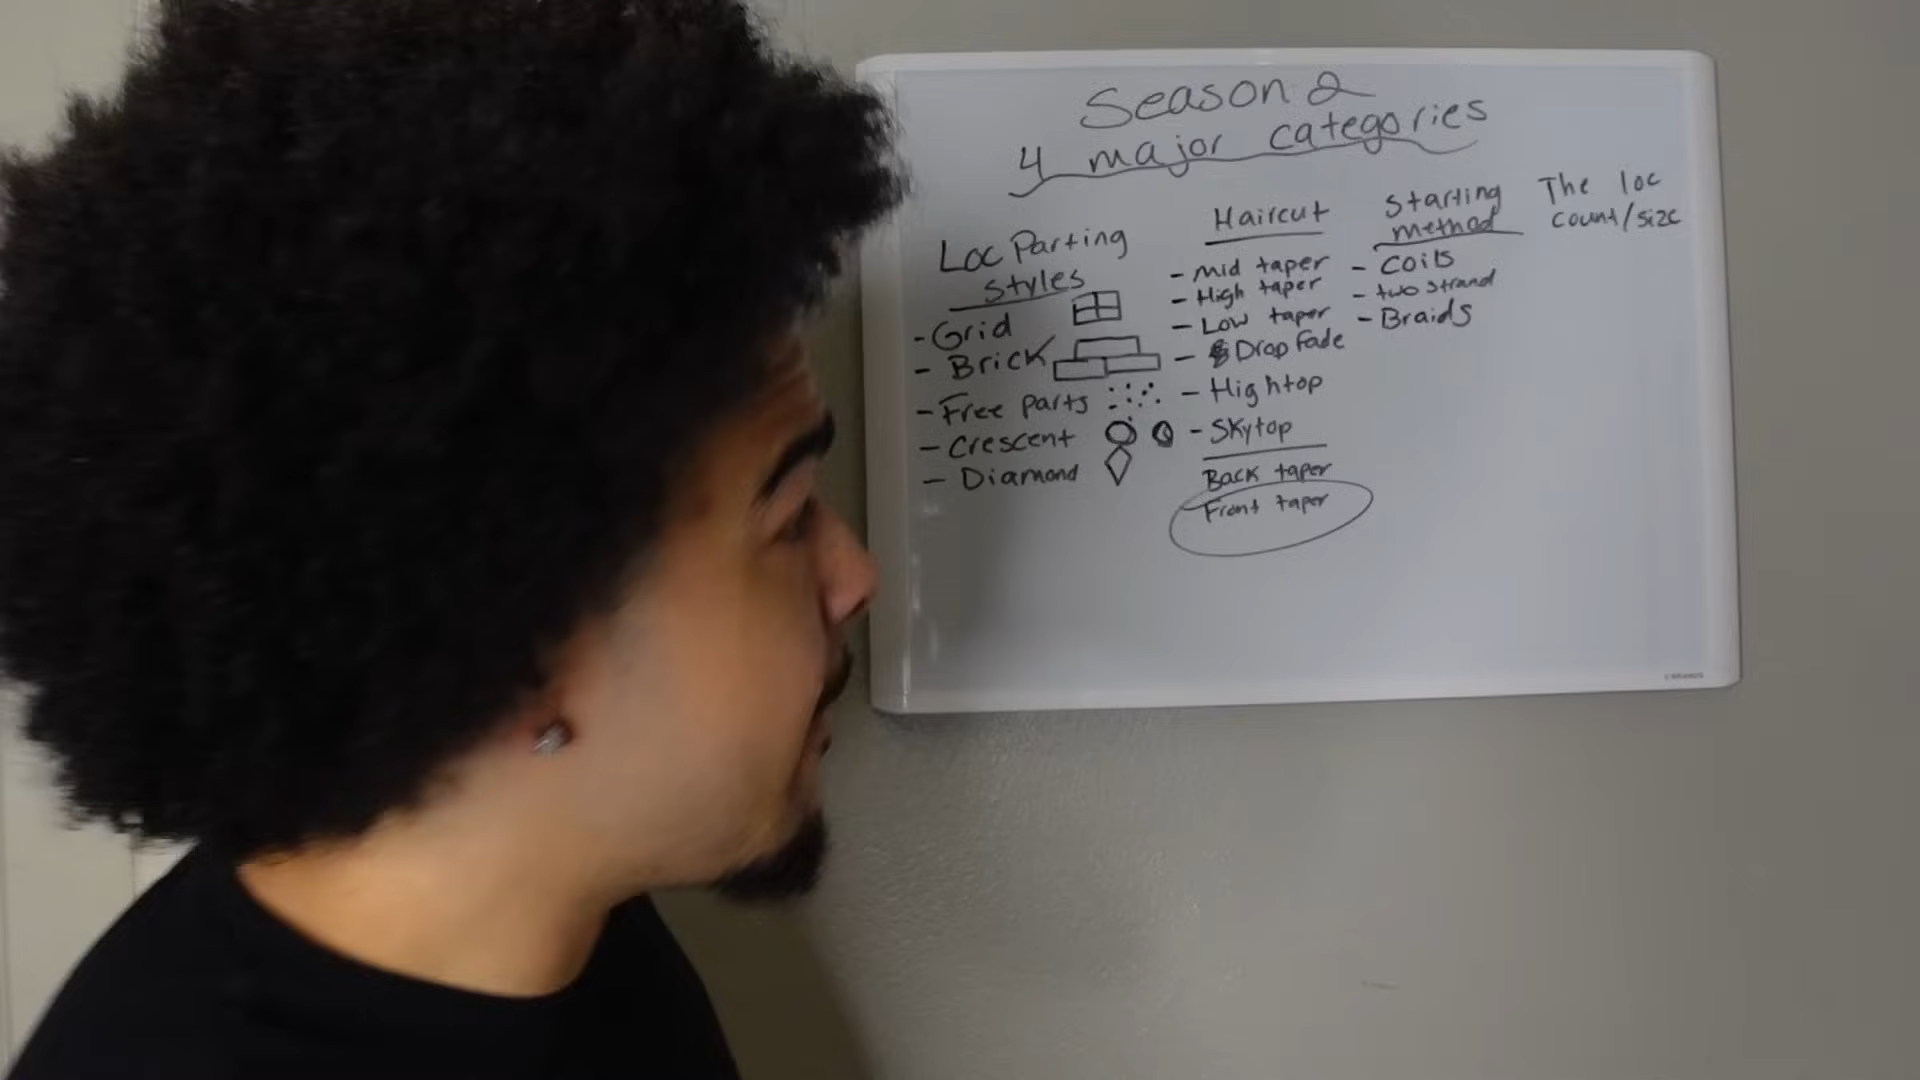 Season 2
4 major categories
Loc Parting
styles
- Grid
- Brick
- Free parts
- Crescent
- Diamond
Haircut
- mid taper
- High taper
- Low taper
- Drop fade
- Hightop
- Skytop
Back taper
Front taper
Starting
method
- coils
- two strand
- Braids
The loc
count/size